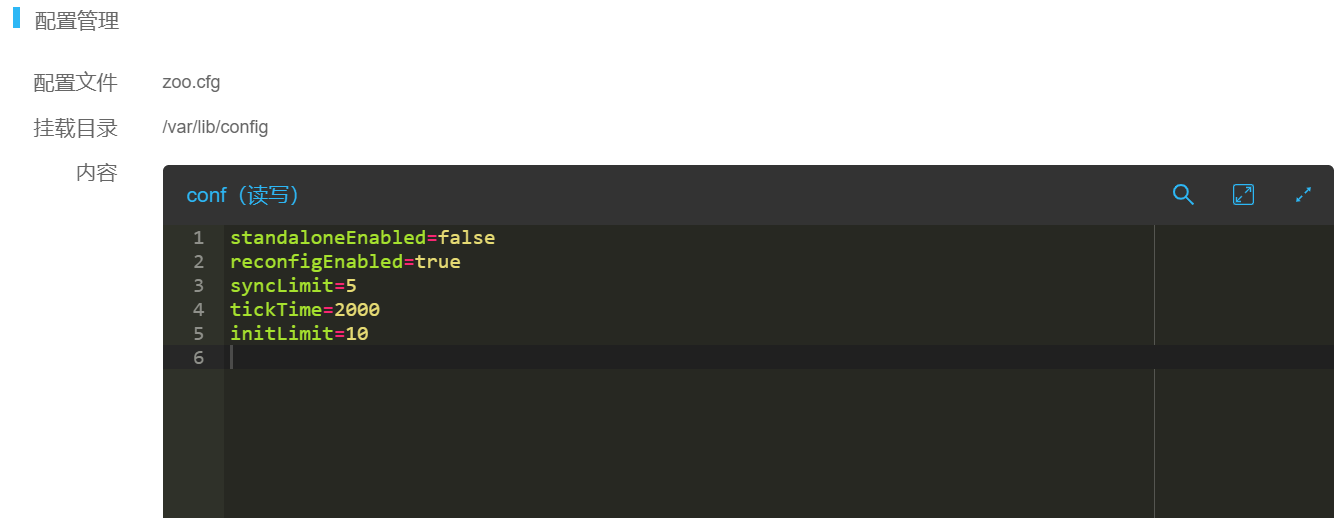 配置管理
配置文件 zoo.cfg
挂载目录 /var/lib/config
内容
conf（读写）
1 standaloneEnabled=false
2 reconfigEnabled=true
3 syncLimit=5
4 tickTime=2000
5 initLimit=10
6